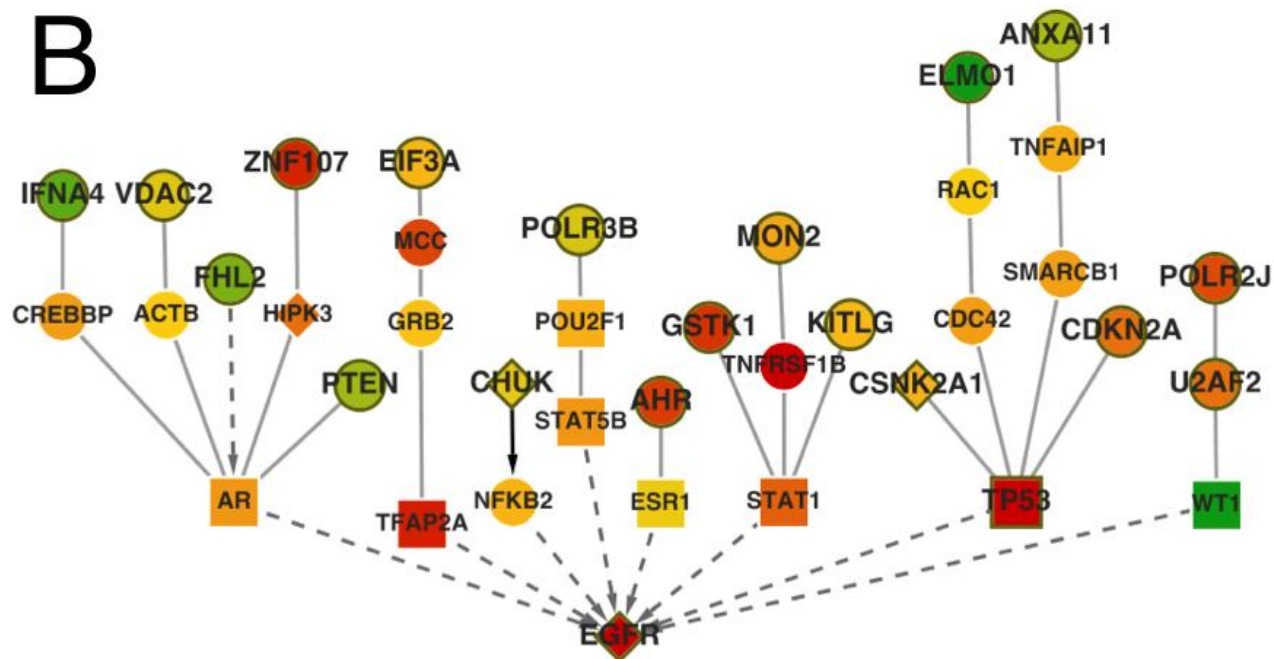 B
ANXA11
ELMO1
TNFAIP1
ZNF107
EIF3A
IFNA4
VDAC2
RAC1
POLR3B
MON2
MCC
FHL2
SMARCB1
POLR2J
CREBBP
ACTB
HIPK3
GRB2
POU2F1
GSTK1
KITLG
CDC42
CDKN2A
TNFRSF1B
PTEN
CHUK
CSNK2A1
U2AF2
AHR
STAT5B
AR
TFAP2A
NFKB2
ESR1
STAT1
TP53
WT1
EGFR